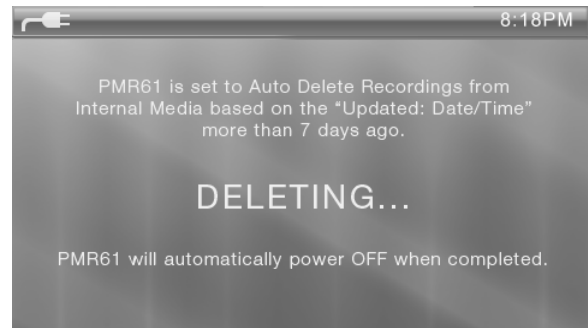 8:18PM
PMR61 is set to Auto Delete Recordings from
Internal Media based on the “Updated: Date/Time”
more than 7 days ago.
DELETING...
PMR61 will automatically power OFF when completed.